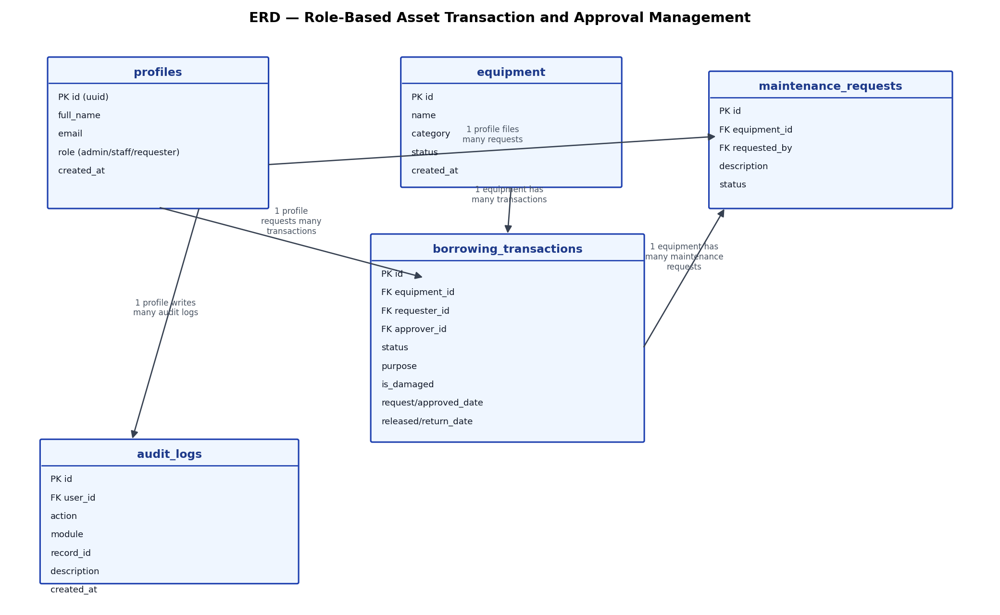 ERD — Role-Based Asset Transaction and Approval Management
profiles
PK id (uuid)
full_name
email
role (admin/staff/requester)
created_at
equipment
PK id
name
category
status
created_at
maintenance_requests
PK id
FK equipment_id
FK requested_by
description
status
1 profile files
many requests
1 equipment has
many transactions
1 profile
requests many
transactions
borrowing_transactions
PK id
FK equipment_id
FK requester_id
FK approver_id
status
purpose
is_damaged
request/approved_date
released/return_date
1 equipment has
many maintenance
requests
1 profile writes
many audit logs
audit_logs
PK id
FK user_id
action
module
record_id
description
created_at